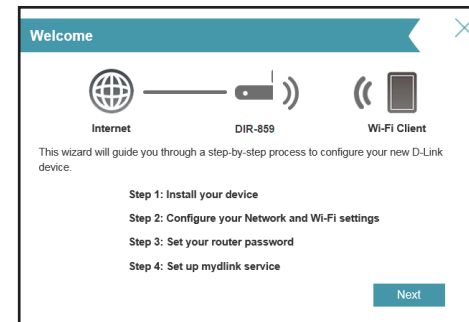 Welcome
Internet
DIR-859
Wi-Fi Client
This wizard will guide you through a step-by-step process to configure your new D-Link
device.
Step 1: Install your device
Step 2: Configure your Network and Wi-Fi settings
Step 3: Set your router password
Step 4: Set up mydlink service
Next